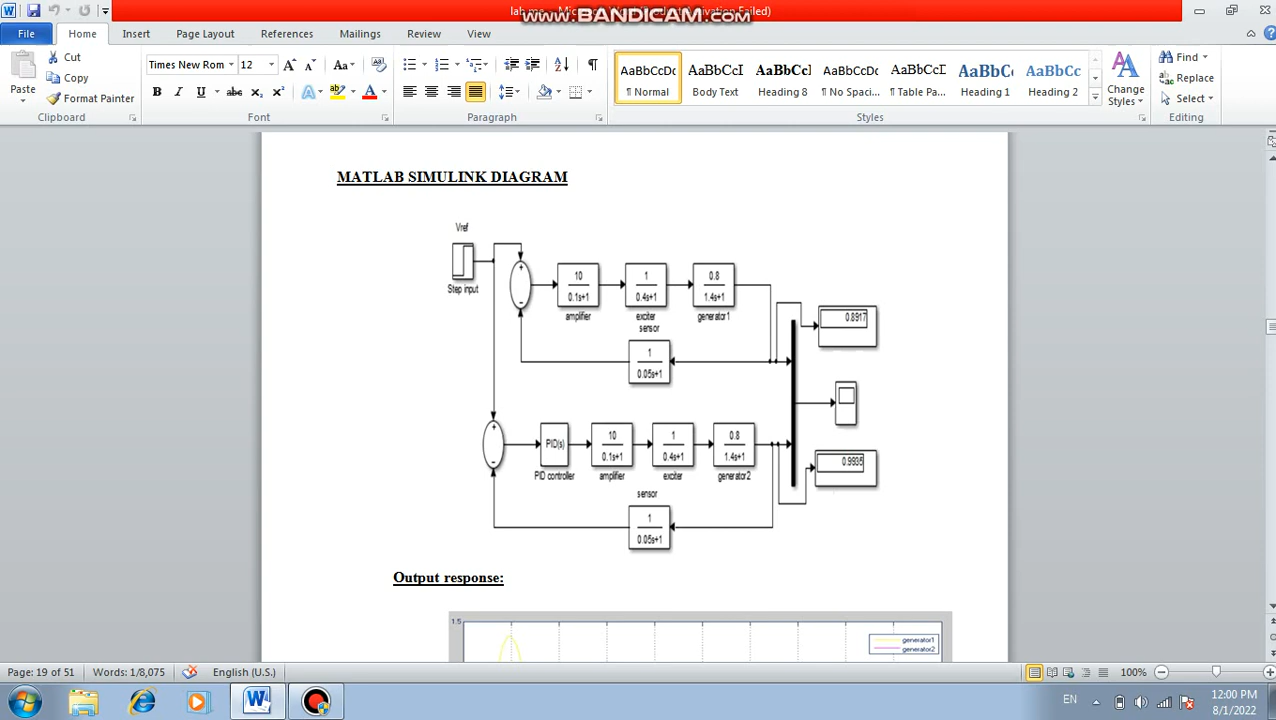 www.BANDICAM.com
File Home Insert Page Layout References Mailings Review View
Cut
Copy
Format Painter
Paste
Times New Rom 12
Clipboard Font Paragraph Styles Editing
AaBbCcDc AaBbCcI AaBbCcI AaBbCcDc AaBbCcDc AaBbC AaBbCc
¶ Normal Body Text Heading 8 ¶ No Spaci... ¶ Table Pa... Heading 1 Heading 2
Change Styles
Find
Replace
Select
MATLAB SIMULINK DIAGRAM
Vref
Step input
+
-
10
0.1s+1
amplifier
1
0.4s+1
exciter
0.8
1.4s+1
generator1
sensor
1
0.05s+1
0.8917
+
-
PID(s)
PID controller
10
0.1s+1
amplifier
1
0.4s+1
exciter
0.8
1.4s+1
generator2
0.9935
sensor
1
0.05s+1
Output response:
1.5
generator1
generator2
Page: 19 of 51 Words: 1/8,075 English (U.S.) 100%
EN 12:00 PM
8/1/2022